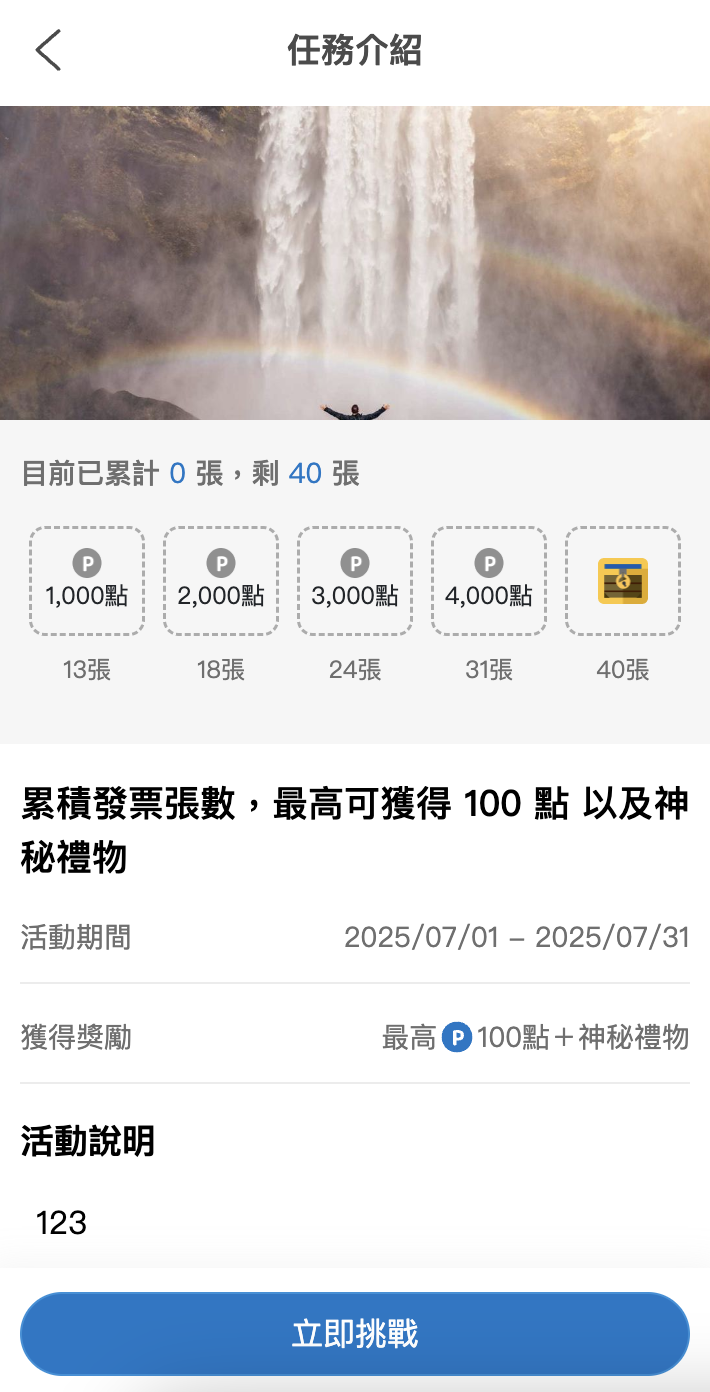 任務介紹
目前已累計 0 張，剩 40 張
P P P P
1,000點 2,000點 3,000點 4,000點
13張 18張 24張 31張 40張
累積發票張數，最高可獲得 100 點 以及神
秘禮物
活動期間 2025/07/01 – 2025/07/31
獲得獎勵 最高 P 100點＋神秘禮物
活動說明
123
立即挑戰